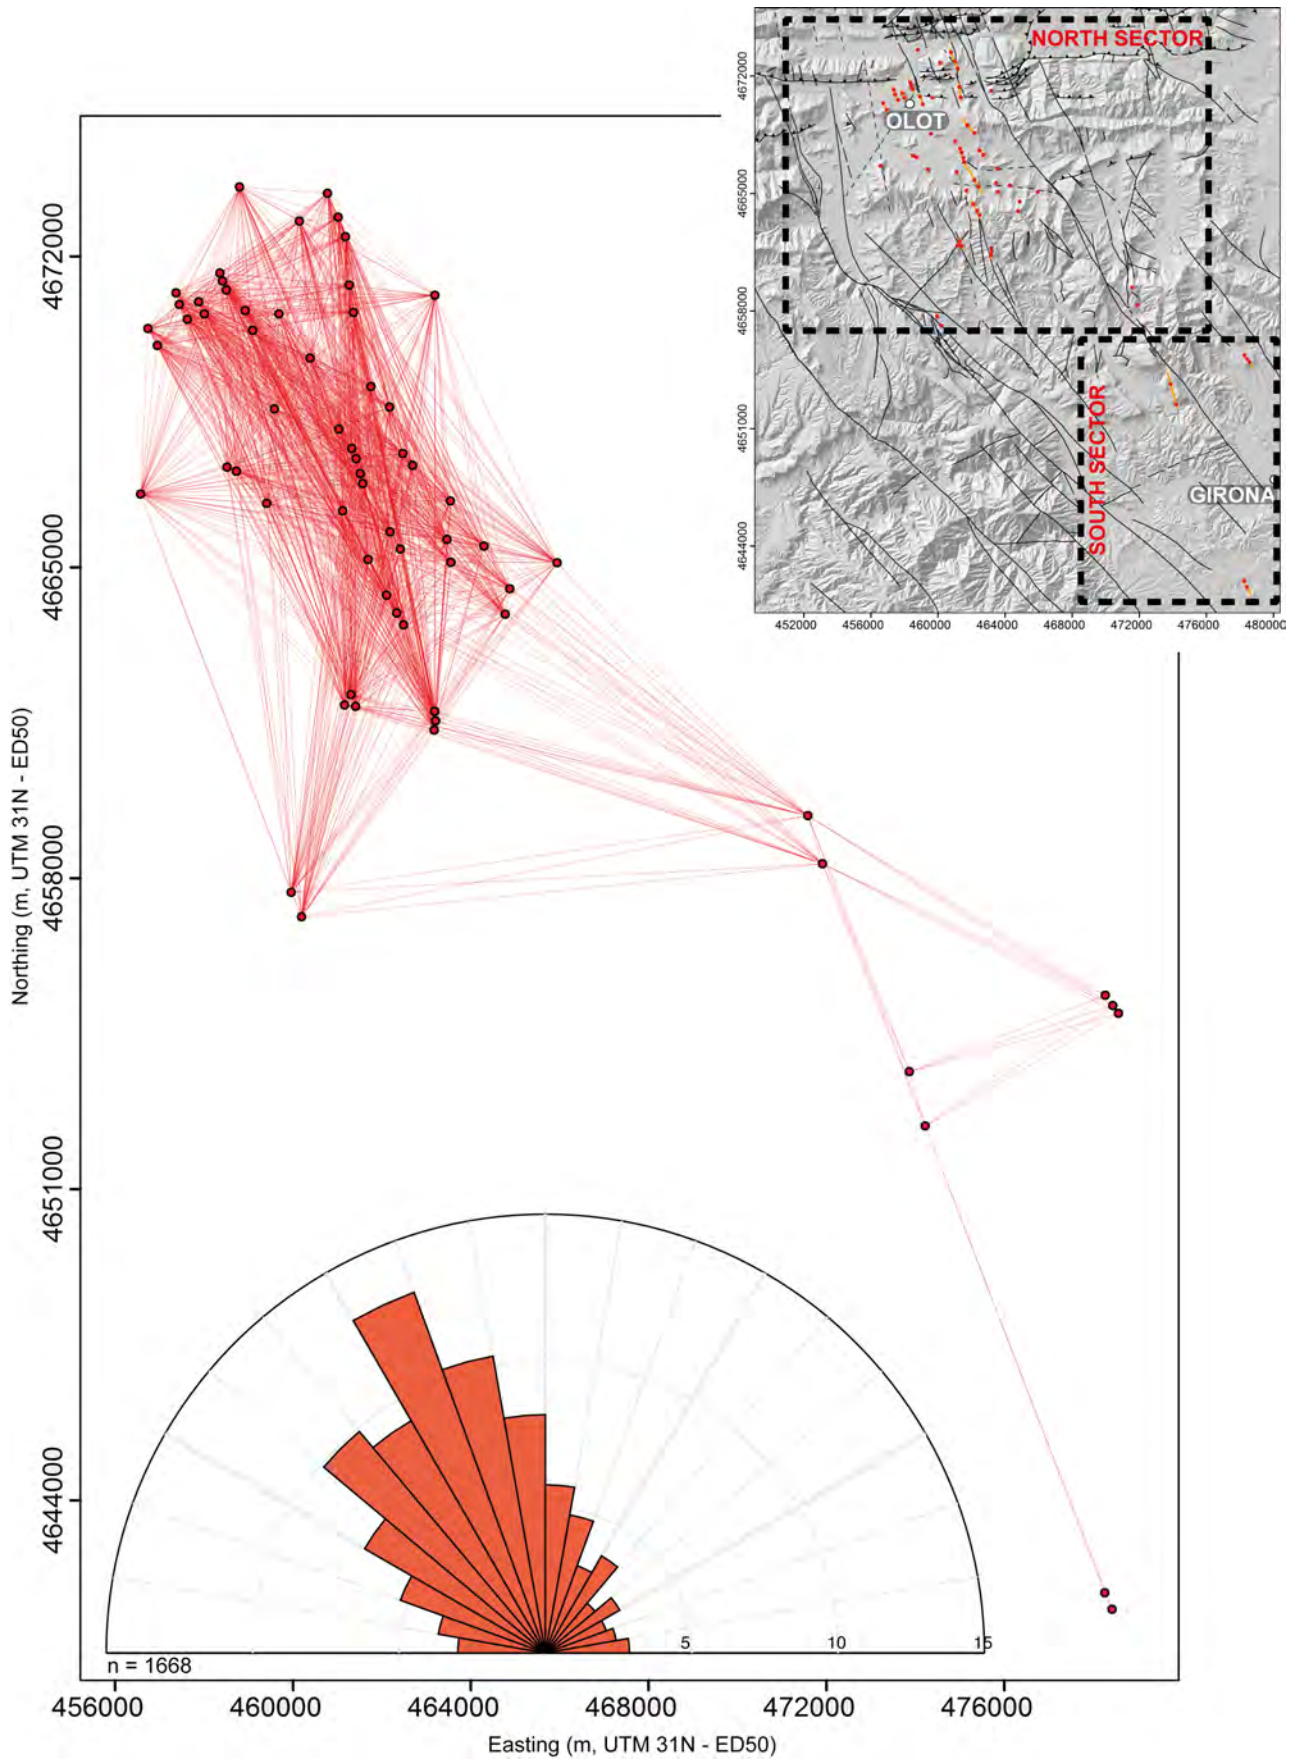 NORTH SECTOR
OLOT
SOUTH SECTOR
GIRONA
4672000
4665000
4658000
4651000
4644000
452000 456000 460000 464000 468000 472000 476000 480000
4672000
4665000
4658000
4651000
4644000
Northing (m, UTM 31N - ED50)
5 10 15
n = 1668
456000 460000 464000 468000 472000 476000
Easting (m, UTM 31N - ED50)